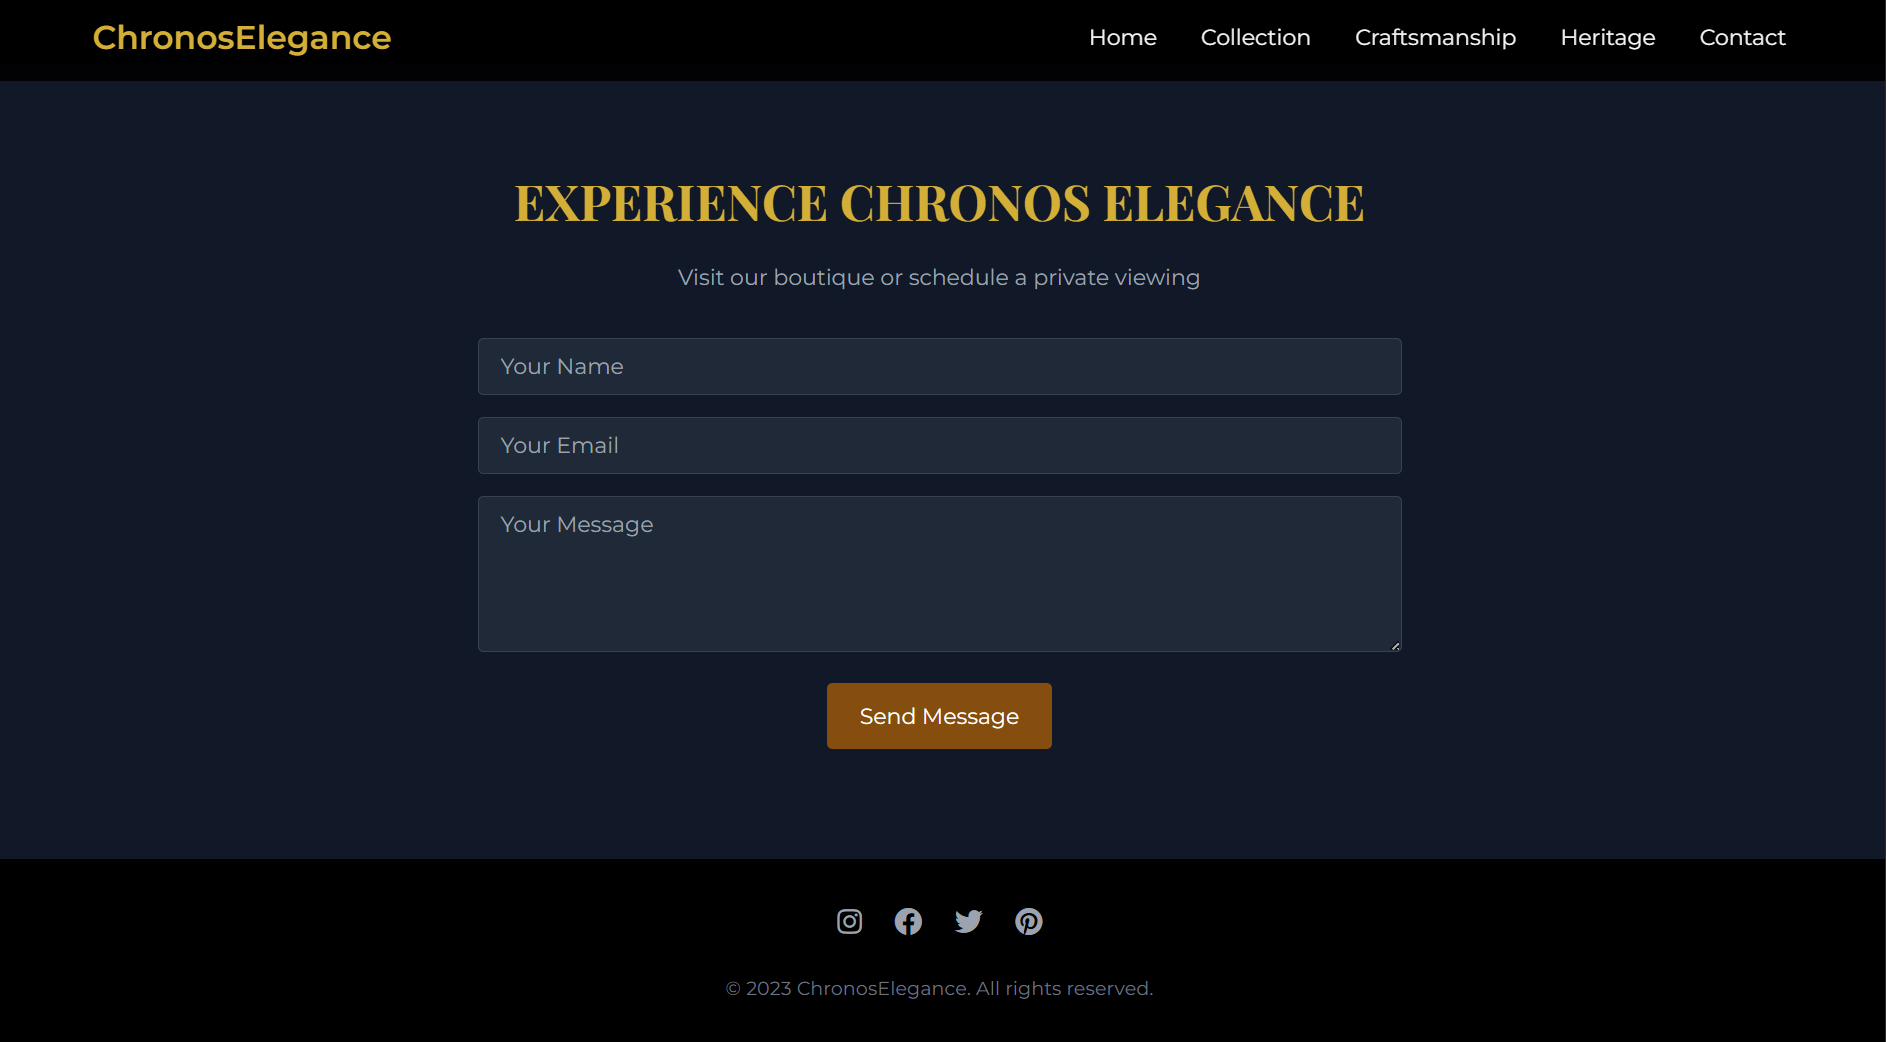 ChronosElegance
Home Collection Craftsmanship Heritage Contact
EXPERIENCE CHRONOS ELEGANCE
Visit our boutique or schedule a private viewing
Your Name
Your Email
Your Message
Send Message
© 2023 ChronosElegance. All rights reserved.